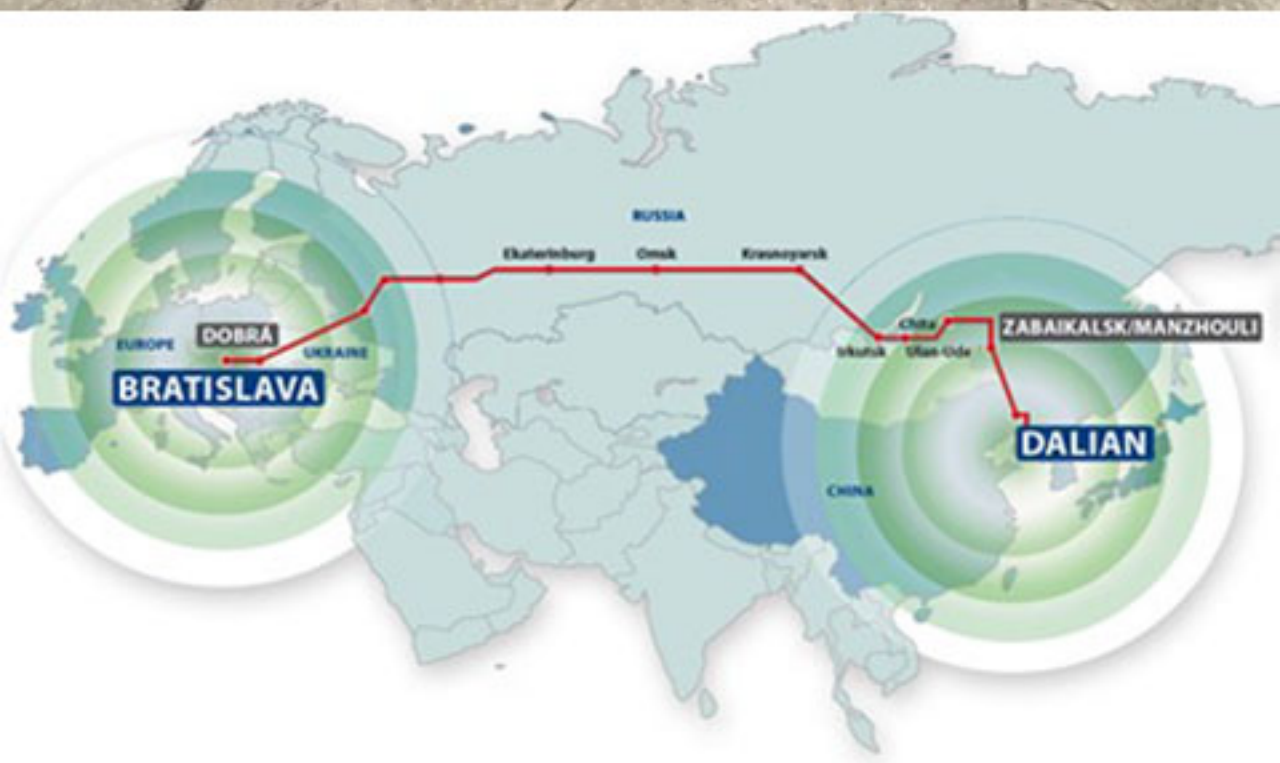 RUSSIA
Ekaterinburg
Omsk
Krasnoyarsk
EUROPE
DOBRÁ
UKRAINE
BRATISLAVA
Chita
Irkutsk
Ulan-Ude
ZABAIKALSK/MANZHOULI
DALIAN
CHINA